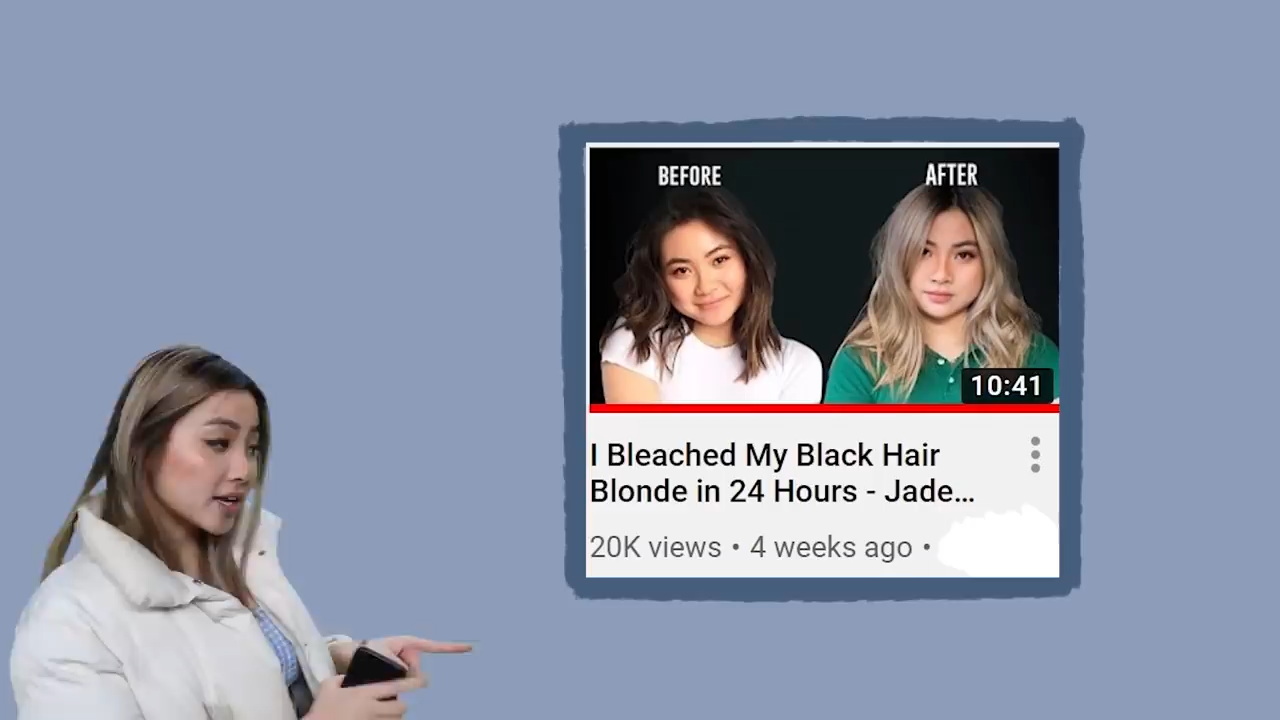 BEFORE AFTER
10:41
I Bleached My Black Hair
Blonde in 24 Hours - Jade...
20K views • 4 weeks ago •